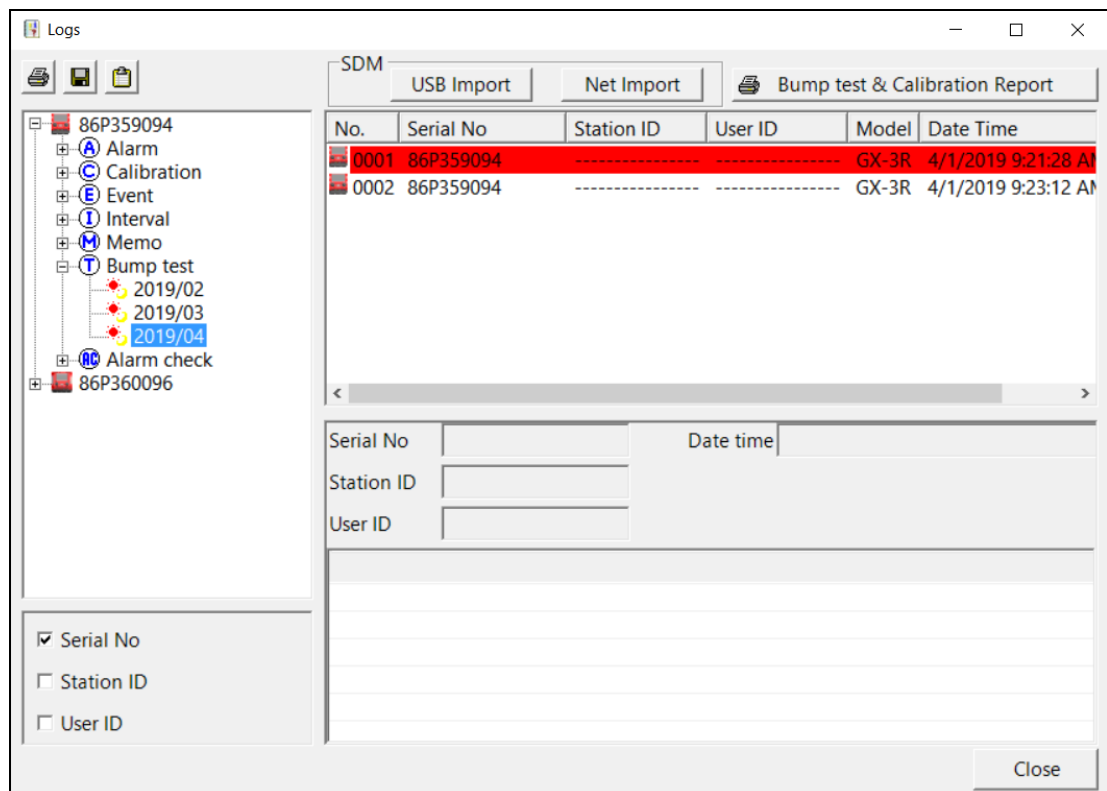 Logs
SDM
USB Import
Net Import
Bump test & Calibration Report
86P359094
A Alarm
C Calibration
E Event
I Interval
M Memo
T Bump test
2019/02
2019/03
2019/04
AC Alarm check
86P360096
No. Serial No Station ID User ID Model Date Time
0001 86P359094 ---------------- ---------------- GX-3R 4/1/2019 9:21:28 AM
0002 86P359094 ---------------- ---------------- GX-3R 4/1/2019 9:23:12 AM
Serial No
Date time
Station ID
User ID
Serial No
Station ID
User ID
Close